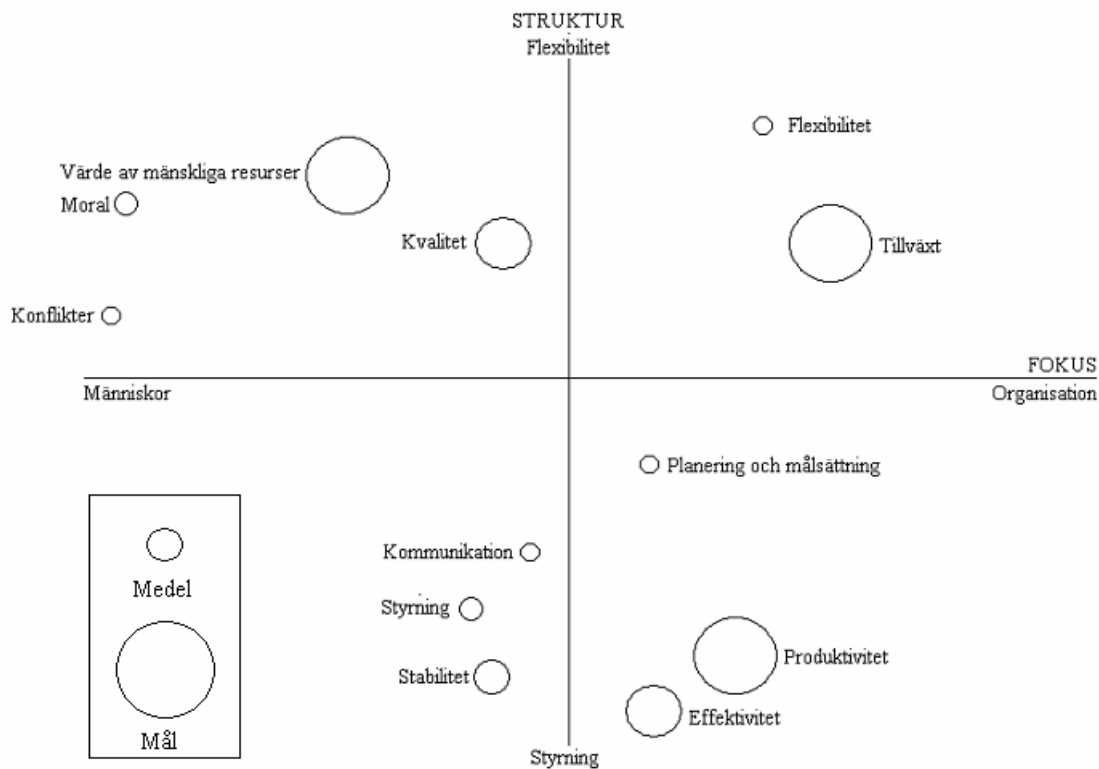 STRUKTUR
Flexibilitet
Flexibilitet
Värde av mänskliga resurser
Moral
Kvalitet
Tillväxt
Konflikter
FOKUS
Människor
Organisation
Planering och målsättning
Kommunikation
Medel
Styrning
Produktivitet
Stabilitet
Effektivitet
Mål
Styrning